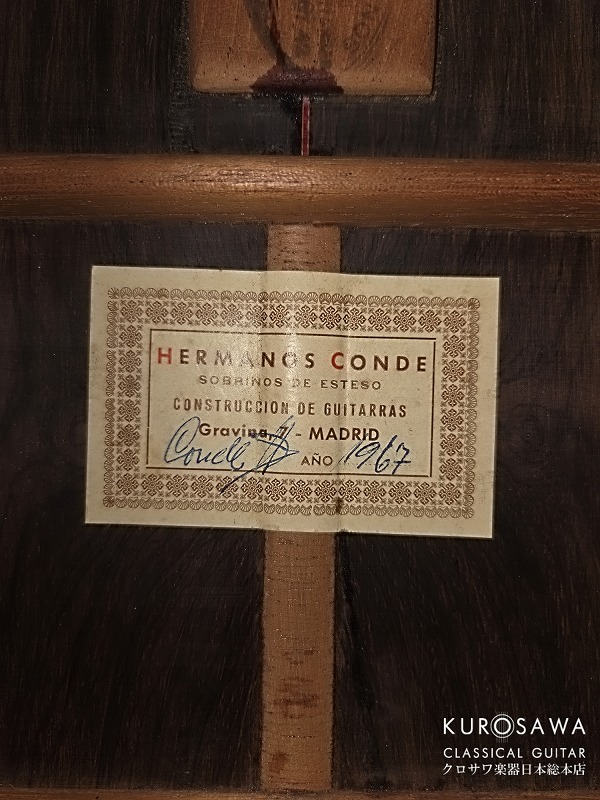 HERMANOS CONDE
SOBRINOS DE ESTESO
CONSTRUCCION DE GUITARRAS
Gravina, 7 - MADRID
Conde AÑO 1967
KUROSAWA
CLASSICAL GUITAR
クロサワ楽器日本総本店